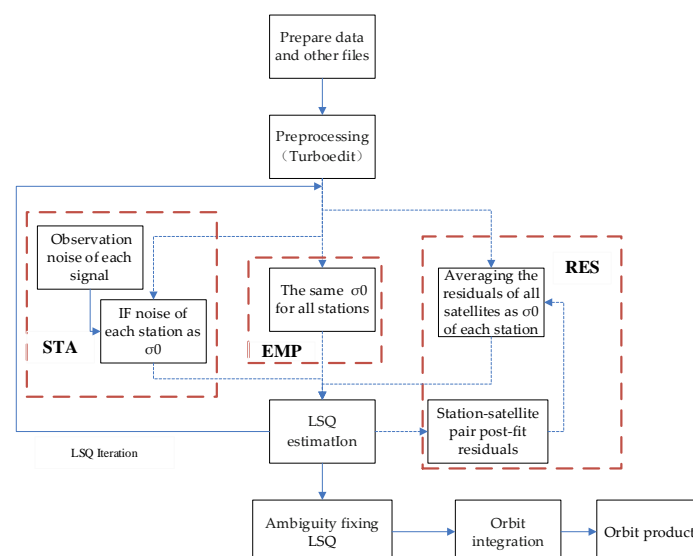 Prepare data
and other files
Preprocessing
（Turboedit）
Observation
noise of each
signal
IF noise of
each station as
σ0
STA
The same σ0
for all stations
EMP
Averaging the
residuals of all
satellites as σ0
of each station
RES
LSQ
estimatIon
Station-satellite
pair post-fit
residuals
LSQ Iteration
Ambiguity fixing
LSQ
Orbit
integration
Orbit product